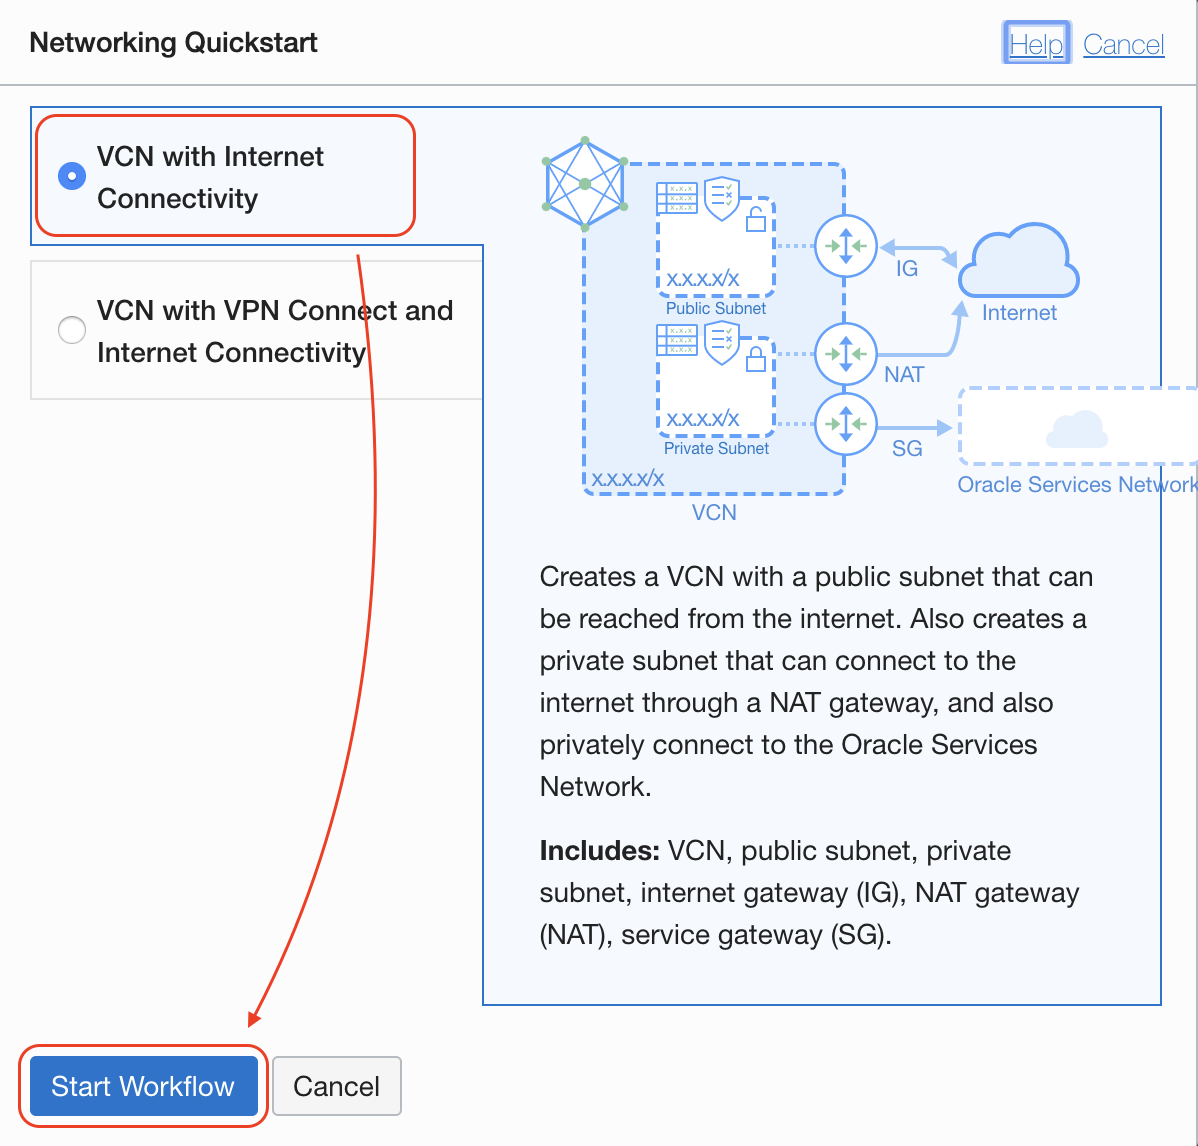 Networking Quickstart
Help Cancel
VCN with Internet
Connectivity
VCN with VPN Connect and
Internet Connectivity
x.x.x
x.x.x
x.x.x
x.x.x.x/x
Public Subnet
x.x.x
x.x.x
x.x.x
x.x.x.x/x
Private Subnet
x.x.x.x/x
VCN
IG
Internet
NAT
SG
Oracle Services Network
Creates a VCN with a public subnet that can
be reached from the internet. Also creates a
private subnet that can connect to the
internet through a NAT gateway, and also
privately connect to the Oracle Services
Network.
Includes: VCN, public subnet, private
subnet, internet gateway (IG), NAT gateway
(NAT), service gateway (SG).
Start Workflow Cancel